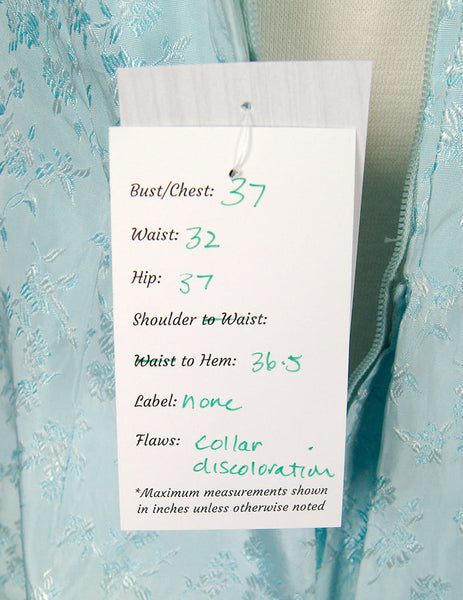 Bust/Chest: 37
Waist: 32
Hip: 37
Shoulder to Waist:
Waist to Hem: 36.5
Label: none
Flaws: collar
discoloration
*Maximum measurements shown
in inches unless otherwise noted